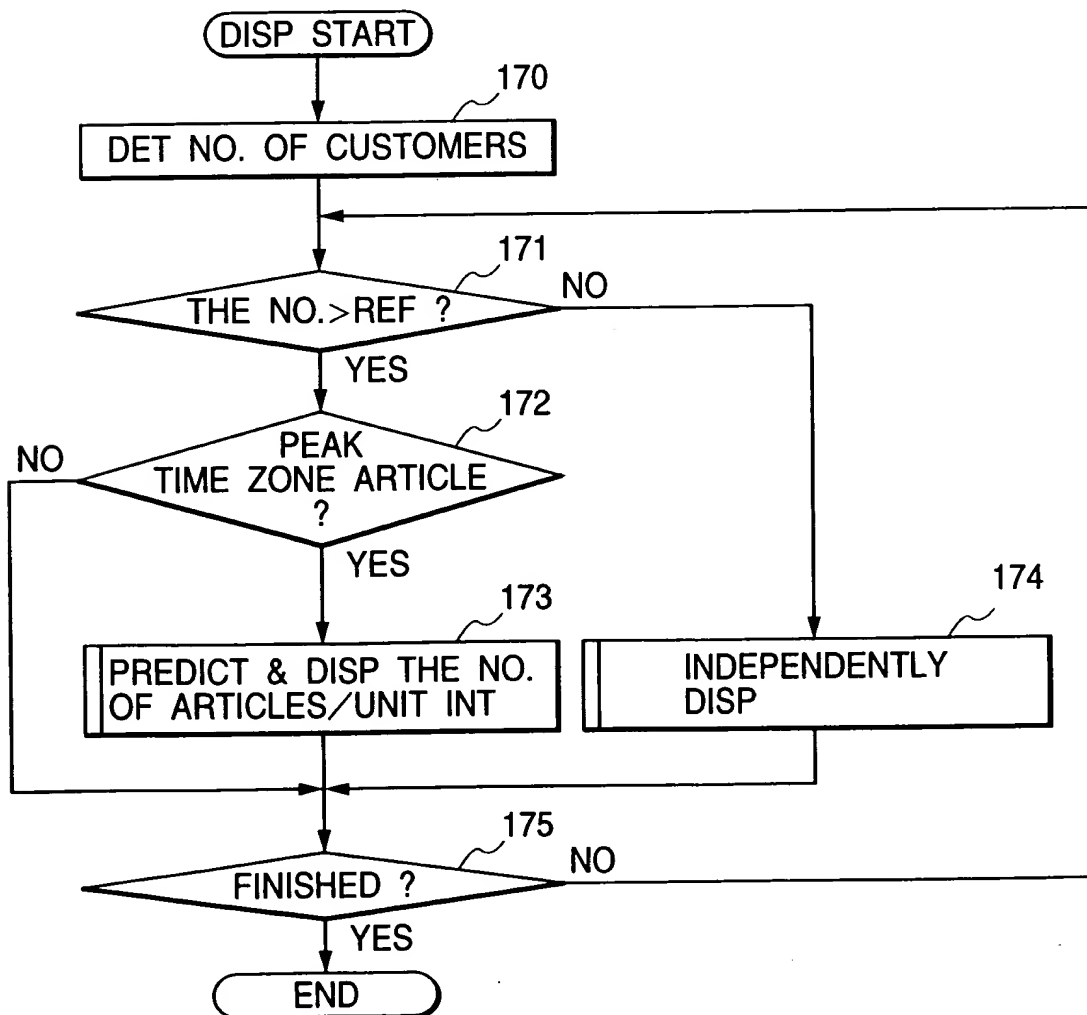 DISP START
170
DET NO. OF CUSTOMERS
171
THE NO.>REF ?
NO
YES
172
PEAK
TIME ZONE ARTICLE
?
NO
YES
173
PREDICT & DISP THE NO.
OF ARTICLES/UNIT INT
174
INDEPENDENTLY
DISP
175
FINISHED ?
NO
YES
END